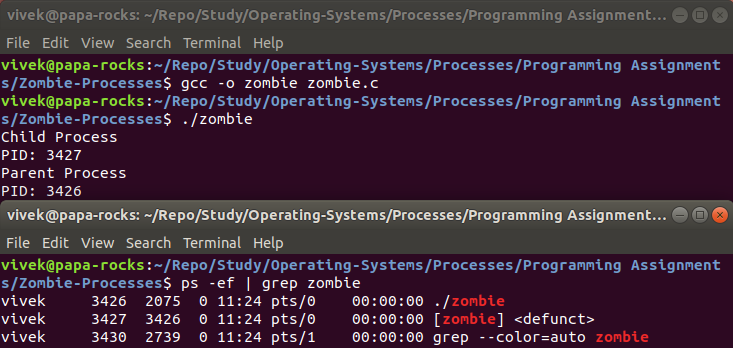 vivek@papa-rocks: ~/Repo/Study/Operating-Systems/Processes/Programming Assignment...
File Edit View Search Terminal Help
vivek@papa-rocks:~/Repo/Study/Operating-Systems/Processes/Programming Assignment
s/Zombie-Processes$ gcc -o zombie zombie.c
vivek@papa-rocks:~/Repo/Study/Operating-Systems/Processes/Programming Assignment
s/Zombie-Processes$ ./zombie
Child Process
PID: 3427
Parent Process
PID: 3426
vivek@papa-rocks: ~/Repo/Study/Operating-Systems/Processes/Programming Assignment...
File Edit View Search Terminal Help
vivek@papa-rocks:~/Repo/Study/Operating-Systems/Processes/Programming Assignment
s/Zombie-Processes$ ps -ef | grep zombie
vivek     3426  2075  0 11:24 pts/0    00:00:00 ./zombie
vivek     3427  3426  0 11:24 pts/0    00:00:00 [zombie] <defunct>
vivek     3430  2739  0 11:24 pts/1    00:00:00 grep --color=auto zombie